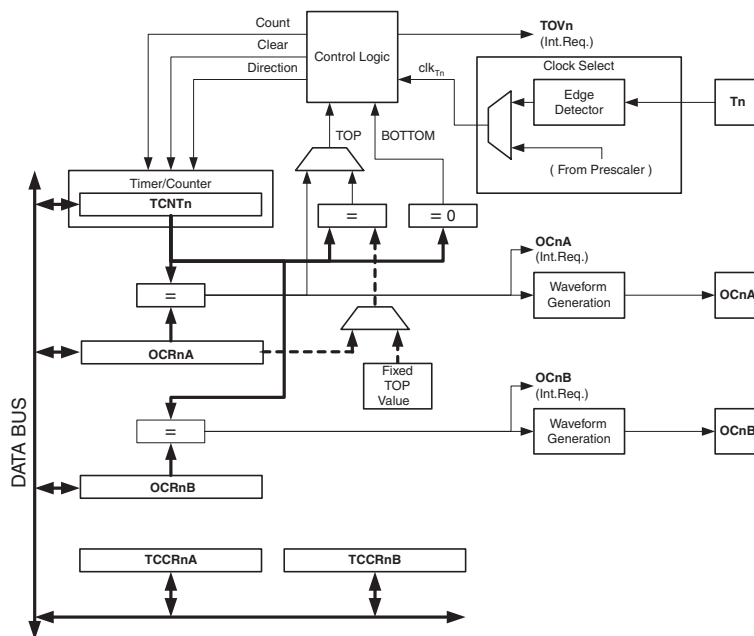 Count
Clear
Direction
Control Logic
TOVn
(Int.Req.)
clkTn
Clock Select
Edge
Detector
Tn
( From Prescaler )
TOP
BOTTOM
Timer/Counter
TCNTn
=
= 0
OCnA
(Int.Req.)
=
Waveform
Generation
OCnA
OCRnA
Fixed
TOP
Value
OCnB
(Int.Req.)
=
Waveform
Generation
OCnB
OCRnB
DATA BUS
TCCRnA
TCCRnB